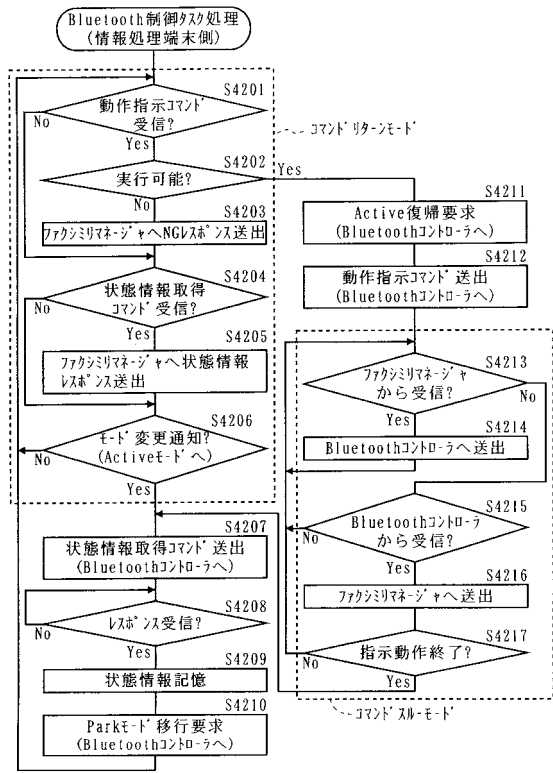 Bluetooth制御タスク処理
(情報処理端末側)
S4201
動作指示コマンド
受信?
No
Yes
コマンドリターンモード
S4202
実行可能?
Yes
No
S4203
ファクシミリマネージャへNGレスポンス送出
S4204
状態情報取得
コマンド受信?
No
Yes
S4205
ファクシミリマネージャへ状態情報
レスポンス送出
S4206
モード変更通知?
(Activeモードへ)
No
Yes
S4207
状態情報取得コマンド送出
(Bluetoothコントローラへ)
S4208
レスポンス受信?
No
Yes
S4209
状態情報記憶
S4210
Parkモード移行要求
(Bluetoothコントローラへ)
S4211
Active復帰要求
(Bluetoothコントローラへ)
S4212
動作指示コマンド送出
(Bluetoothコントローラへ)
S4213
ファクシミリマネージャ
から受信?
No
Yes
S4214
Bluetoothコントローラへ送出
S4215
Bluetoothコントローラ
から受信?
No
Yes
S4216
ファクシミリマネージャへ送出
S4217
指示動作終了?
No
Yes
コマンドスルーモード